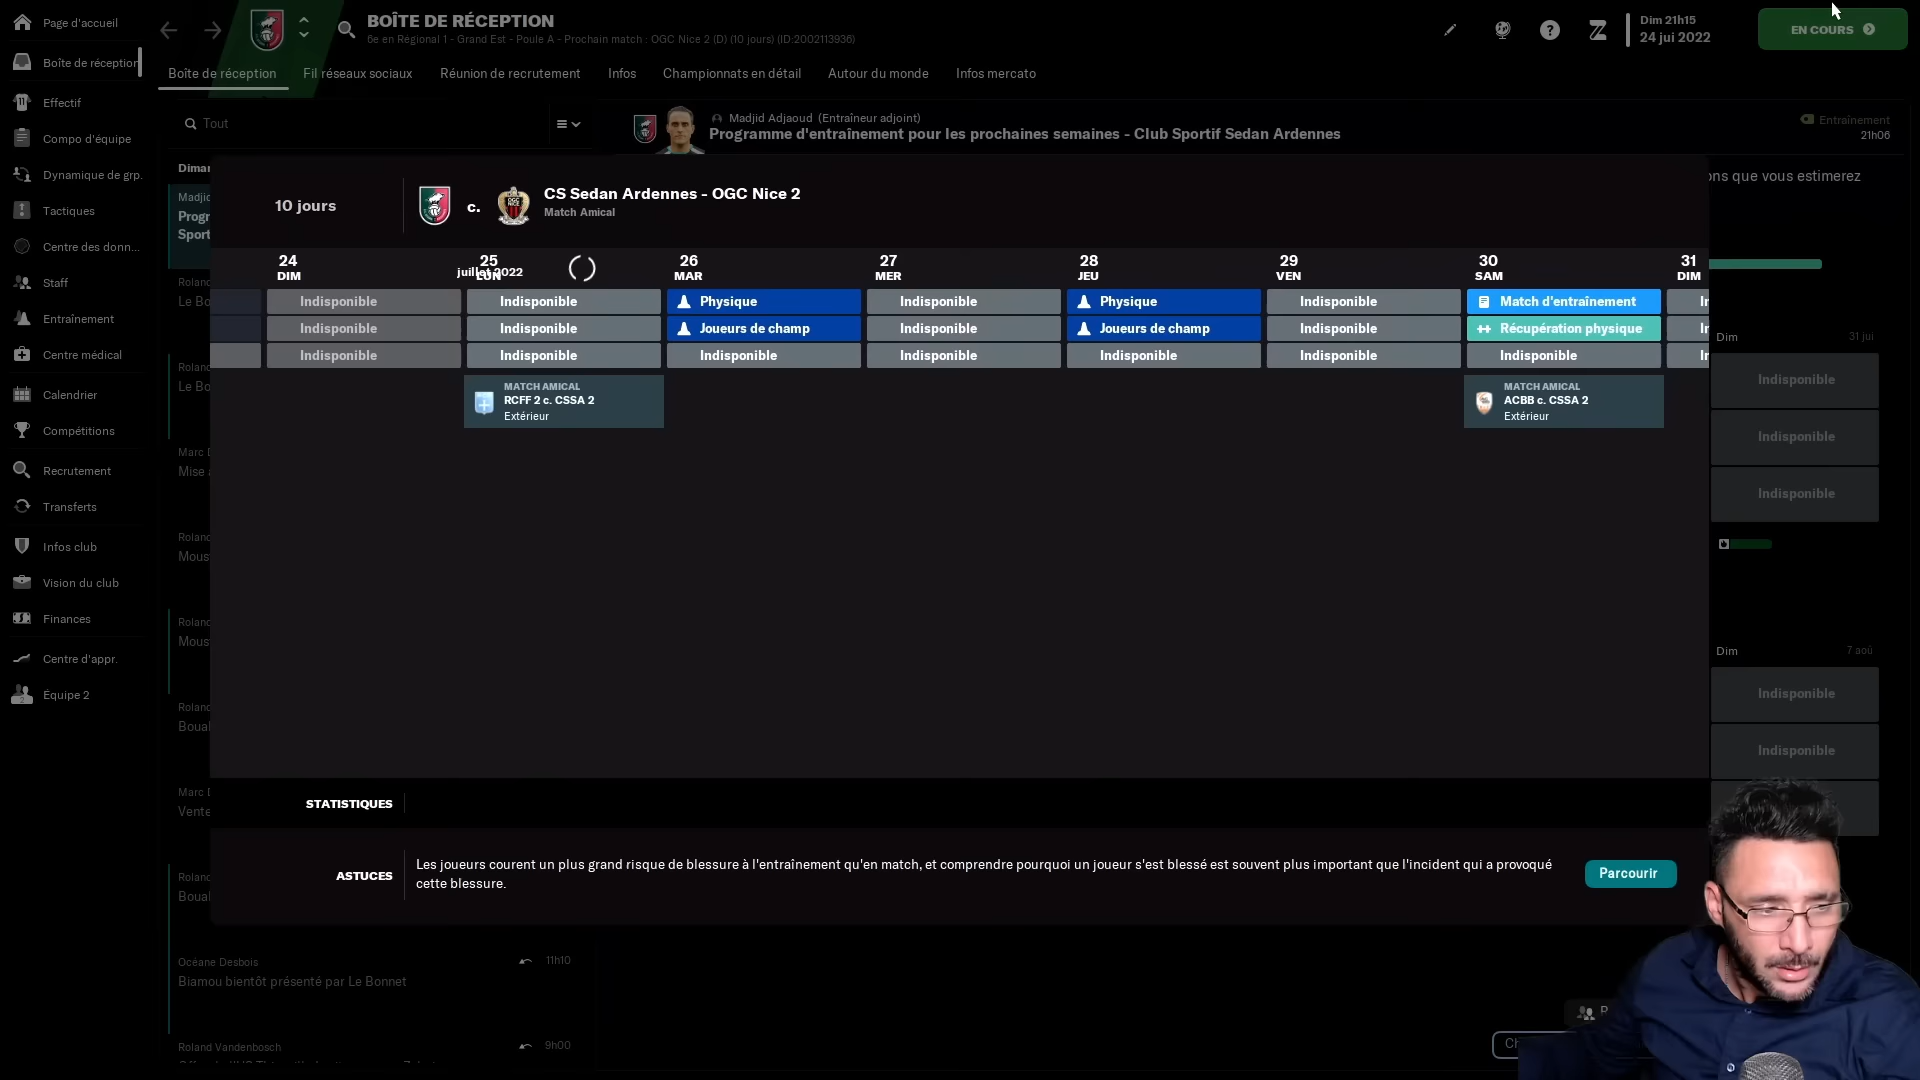 Page d'accueil
Boîte de réception
Effectif
Compo d'équipe
Dynamique de grp.
Tactiques
Centre des donn...
Staff
Entraînement
Centre médical
Calendrier
Compétitions
Recrutement
Transferts
Infos club
Vision du club
Finances
Centre d'appr.
Équipe 2
BOÎTE DE RÉCEPTION
6e en Régional 1 - Grand Est - Poule A - Prochain match : OGC Nice 2 (D) (10 jours) (ID:2002113936)
Dim 21h15
24 jui 2022
EN COURS
Boîte de réception Fil réseaux sociaux Réunion de recrutement Infos Championnats en détail Autour du monde Infos mercato
Tout
Madjid Adjaoud (Entraîneur adjoint)
Programme d'entraînement pour les prochaines semaines - Club Sportif Sedan Ardennes
Entraînement
21h06
ons que vous estimerez
10 jours
c.
CS Sedan Ardennes - OGC Nice 2
Match Amical
juillet 2022
24 DIM
Indisponible
Indisponible
Indisponible
25 LUN
Indisponible
Indisponible
Indisponible
MATCH AMICAL
RCFF 2 c. CSSA 2
Extérieur
26 MAR
Physique
Joueurs de champ
Indisponible
27 MER
Indisponible
Indisponible
Indisponible
28 JEU
Physique
Joueurs de champ
Indisponible
29 VEN
Indisponible
Indisponible
Indisponible
30 SAM
Match d'entraînement
Récupération physique
Indisponible
MATCH AMICAL
ACBB c. CSSA 2
Extérieur
31 DIM
Dim 31 jui
Indisponible
Indisponible
Indisponible
Dim 7 aoû
Indisponible
Indisponible
STATISTIQUES
ASTUCES
Les joueurs courent un plus grand risque de blessure à l'entraînement qu'en match, et comprendre pourquoi un joueur s'est blessé est souvent plus important que l'incident qui a provoqué
cette blessure.
Parcourir
Océane Desbois 11h10
Biamou bientôt présenté par Le Bonnet
Roland Vandenbosch 9h00